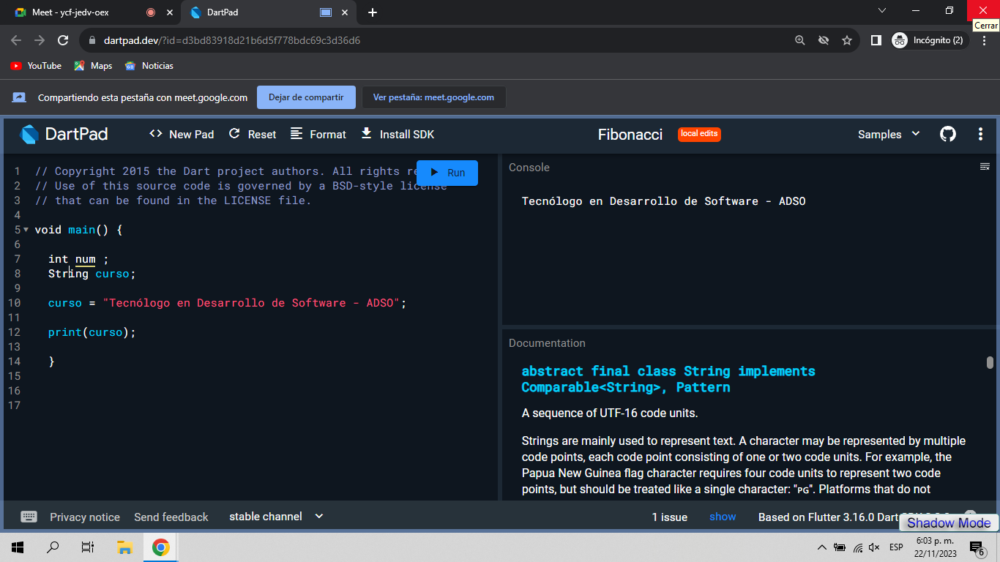 Meet - ycf-jedv-oex
DartPad
Cerrar
dartpad.dev/?id=d3bd83918d21b6d5f778bdc69c3d36d6
Incógnito (2)
YouTube
Maps
Noticias
Compartiendo esta pestaña con meet.google.com
Dejar de compartir
Ver pestaña: meet.google.com
DartPad
New Pad
Reset
Format
Install SDK
Fibonacci
local edits
Samples
Run
1 // Copyright 2015 the Dart project authors. All rights
2 // Use of this source code is governed by a BSD-style license
3 // that can be found in the LICENSE file.
4
5 void main() {
6
7 int num ;
8 String curso;
9
10 curso = "Tecnólogo en Desarrollo de Software - ADSO";
11
12 print(curso);
13
14 }
15
16
17
Console
Tecnólogo en Desarrollo de Software - ADSO
Documentation
abstract final class String implements
Comparable<String>, Pattern
A sequence of UTF-16 code units.
Strings are mainly used to represent text. A character may be represented by multiple
code points, each code point consisting of one or two code units. For example, the
Papua New Guinea flag character requires four code units to represent two code
points, but should be treated like a single character: "🇵🇬". Platforms that do not
Privacy notice
Send feedback
stable channel
1 issue
show
Based on Flutter 3.16.0 Dart
Shadow Mode
ESP
6:03 p. m.
22/11/2023
6